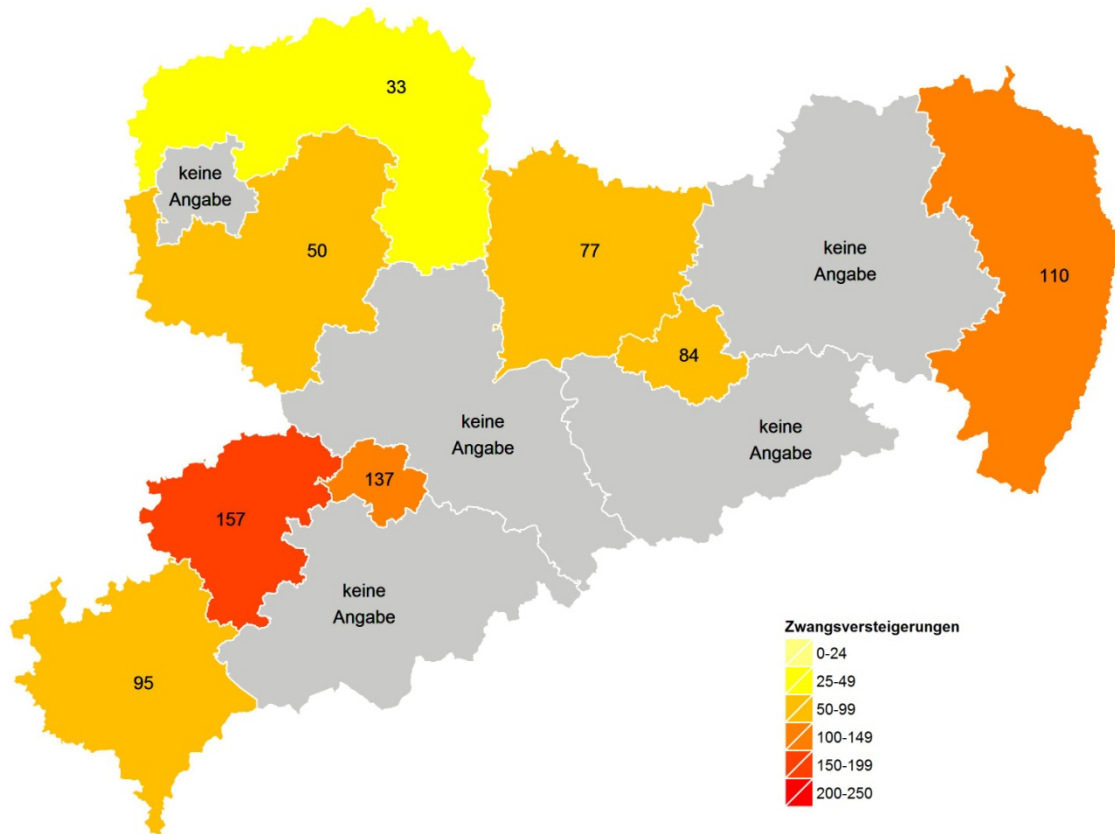 33
keine
Angabe
50
77
keine
Angabe
110
84
keine
Angabe
keine
Angabe
137
157
keine
Angabe
95
Zwangsversteigerungen
0-24
25-49
50-99
100-149
150-199
200-250